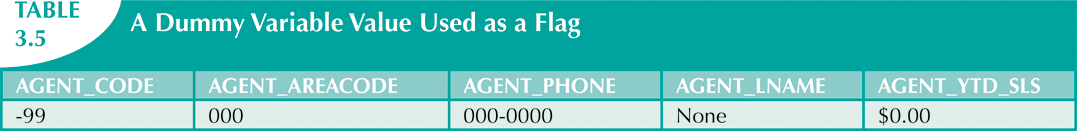 TABLE
3.5
A Dummy Variable Value Used as a Flag
AGENT_CODE AGENT_AREACODE AGENT_PHONE AGENT_LNAME AGENT_YTD_SLS
-99 000 000-0000 None $0.00